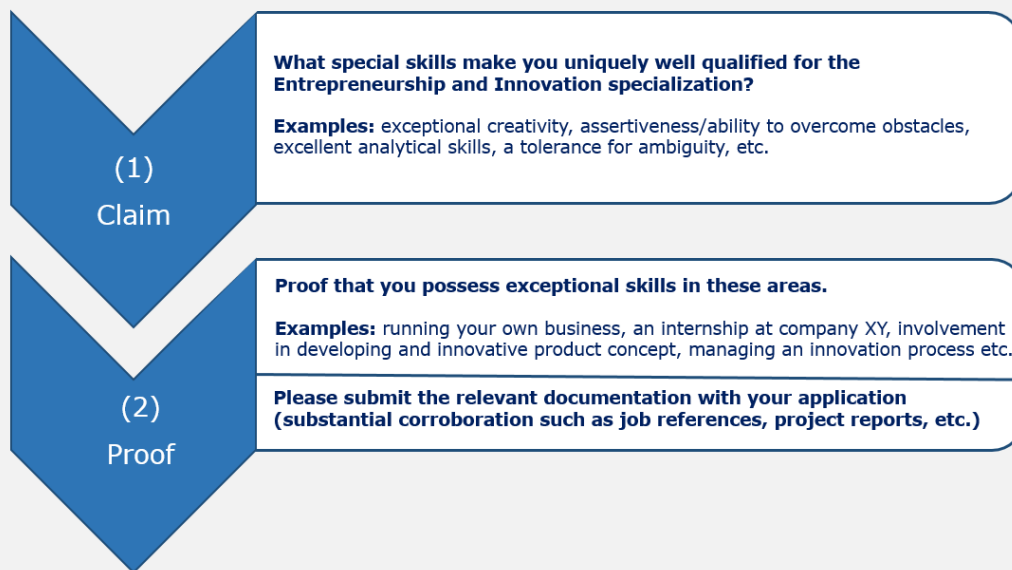 (1)
Claim
What special skills make you uniquely well qualified for the
Entrepreneurship and Innovation specialization?
Examples: exceptional creativity, assertiveness/ability to overcome obstacles,
excellent analytical skills, a tolerance for ambiguity, etc.
(2)
Proof
Proof that you possess exceptional skills in these areas.
Examples: running your own business, an internship at company XY, involvement
in developing and innovative product concept, managing an innovation process etc.
Please submit the relevant documentation with your application
(substantial corroboration such as job references, project reports, etc.)